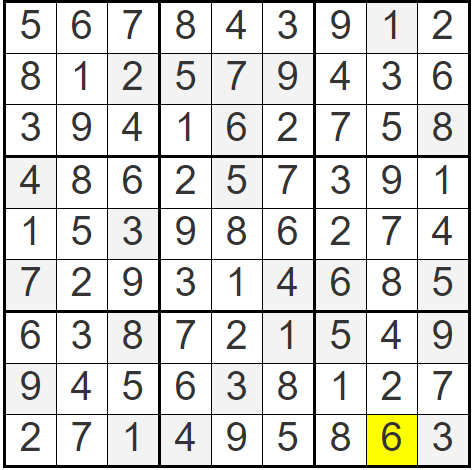 5 6 7 8 4 3 9 1 2
8 1 2 5 7 9 4 3 6
3 9 4 1 6 2 7 5 8
4 8 6 2 5 7 3 9 1
1 5 3 9 8 6 2 7 4
7 2 9 3 1 4 6 8 5
6 3 8 7 2 1 5 4 9
9 4 5 6 3 8 1 2 7
2 7 1 4 9 5 8 6 3